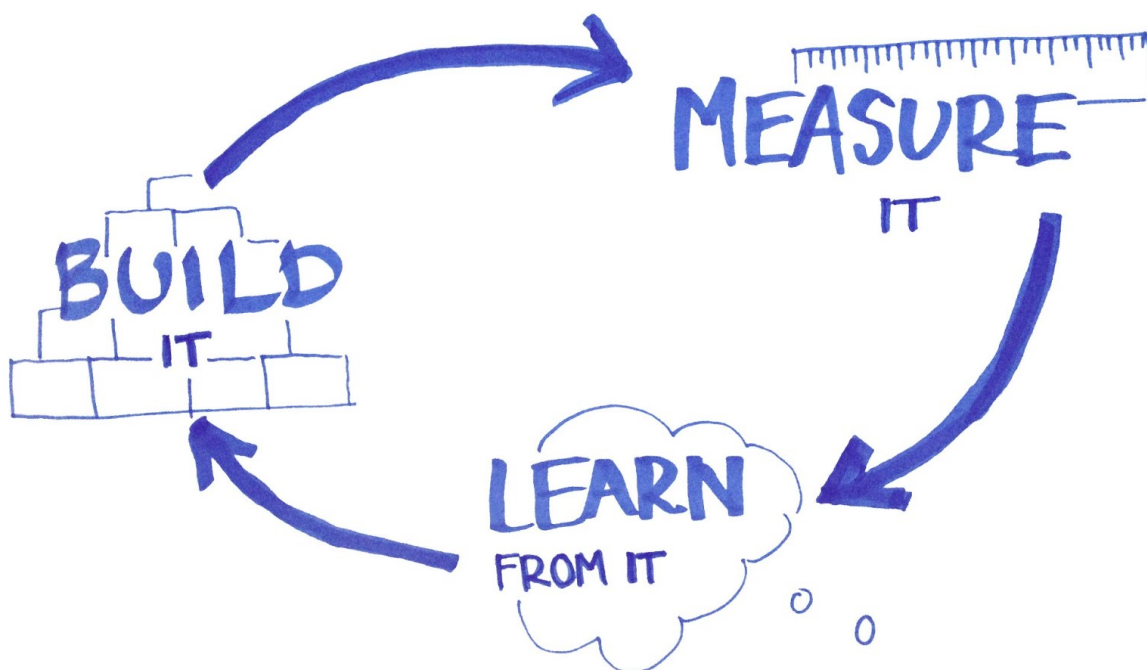 BUILD
IT
MEASURE
IT
LEARN
FROM IT